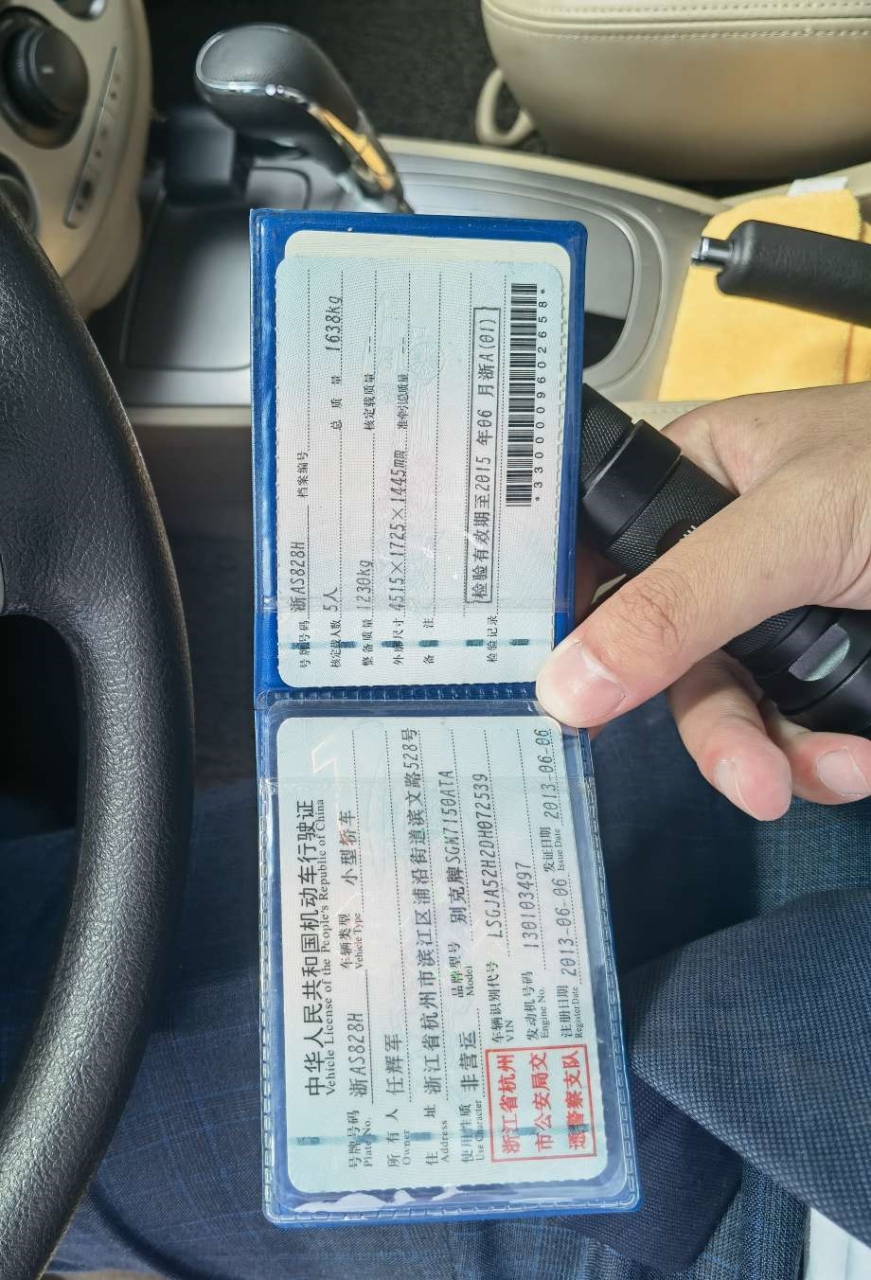 中华人民共和国机动车行驶证
Vehicle License of the People's Republic of China
号牌号码 浙AS828H 车辆类型 小型轿车
Plate No. Vehicle Type
所有人 任辉军
Owner
住址 浙江省杭州市滨江区浦沿街道滨文路528号
Address
使用性质 非营运 品牌型号 别克牌SGM7150ATA
Use Character Model
浙江省杭州
市公安局交
通警察支队
车辆识别代号 LSGJA52H2DH072539
VIN
发动机号码 130103497
Engine No.
注册日期 2013-06-06 发证日期 2013-06-06
Register Date Issue Date
号牌号码 浙AS828H 档案编号
核定载人数 5人 总质量 1638kg
整备质量 1230kg 核定载质量 --
外廓尺寸 4515×1725×1445mm 准牵引总质量 --
备注
检验记录 检验有效期至2015年06月浙A(01)
*3300009602658*